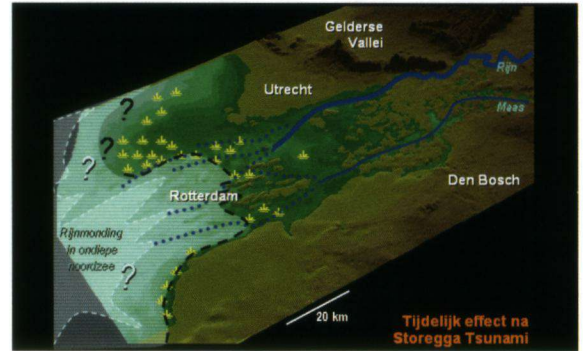 Gelderse
Vallei
Rijn
Utrecht
Maas
?
?
?
Den Bosch
Rotterdam
Rijnmonding
in ondiepe
noordzee
?
20 km
Tijdelijk effect na
Storegga Tsunami